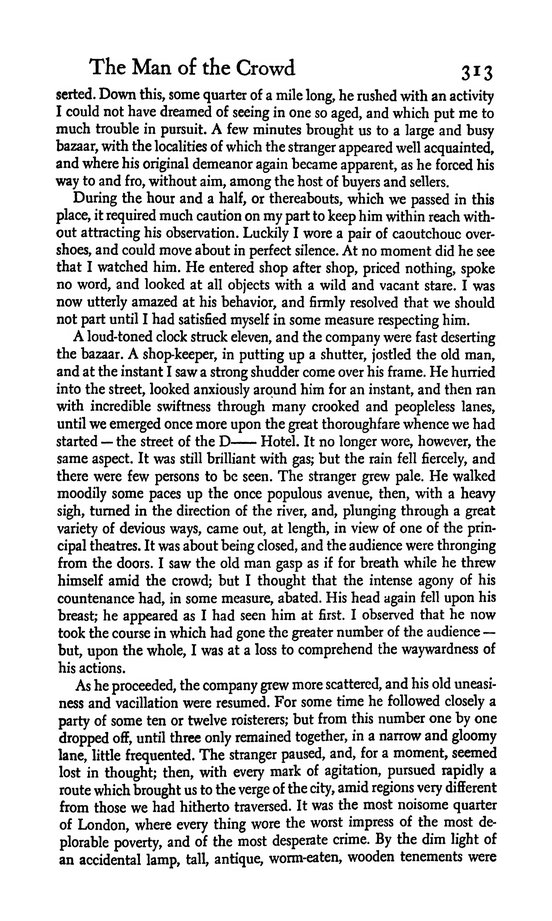 The Man of the Crowd 313
serted. Down this, some quarter of a mile long, he rushed with an activity
I could not have dreamed of seeing in one so aged, and which put me to
much trouble in pursuit. A few minutes brought us to a large and busy
bazaar, with the localities of which the stranger appeared well acquainted,
and where his original demeanor again became apparent, as he forced his
way to and fro, without aim, among the host of buyers and sellers.
During the hour and a half, or thereabouts, which we passed in this
place, it required much caution on my part to keep him within reach with-
out attracting his observation. Luckily I wore a pair of caoutchouc over-
shoes, and could move about in perfect silence. At no moment did he see
that I watched him. He entered shop after shop, priced nothing, spoke
no word, and looked at all objects with a wild and vacant stare. I was
now utterly amazed at his behavior, and firmly resolved that we should
not part until I had satisfied myself in some measure respecting him.
A loud-toned clock struck eleven, and the company were fast deserting
the bazaar. A shop-keeper, in putting up a shutter, jostled the old man,
and at the instant I saw a strong shudder come over his frame. He hurried
into the street, looked anxiously around him for an instant, and then ran
with incredible swiftness through many crooked and peopleless lanes,
until we emerged once more upon the great thoroughfare whence we had
started — the street of the D—— Hotel. It no longer wore, however, the
same aspect. It was still brilliant with gas; but the rain fell fiercely, and
there were few persons to be seen. The stranger grew pale. He walked
moodily some paces up the once populous avenue, then, with a heavy
sigh, turned in the direction of the river, and, plunging through a great
variety of devious ways, came out, at length, in view of one of the prin-
cipal theatres. It was about being closed, and the audience were thronging
from the doors. I saw the old man gasp as if for breath while he threw
himself amid the crowd; but I thought that the intense agony of his
countenance had, in some measure, abated. His head again fell upon his
breast; he appeared as I had seen him at first. I observed that he now
took the course in which had gone the greater number of the audience —
but, upon the whole, I was at a loss to comprehend the waywardness of
his actions.
As he proceeded, the company grew more scattered, and his old uneasi-
ness and vacillation were resumed. For some time he followed closely a
party of some ten or twelve roisterers; but from this number one by one
dropped off, until three only remained together, in a narrow and gloomy
lane, little frequented. The stranger paused, and, for a moment, seemed
lost in thought; then, with every mark of agitation, pursued rapidly a
route which brought us to the verge of the city, amid regions very different
from those we had hitherto traversed. It was the most noisome quarter
of London, where every thing wore the worst impress of the most de-
plorable poverty, and of the most desperate crime. By the dim light of
an accidental lamp, tall, antique, worm-eaten, wooden tenements were